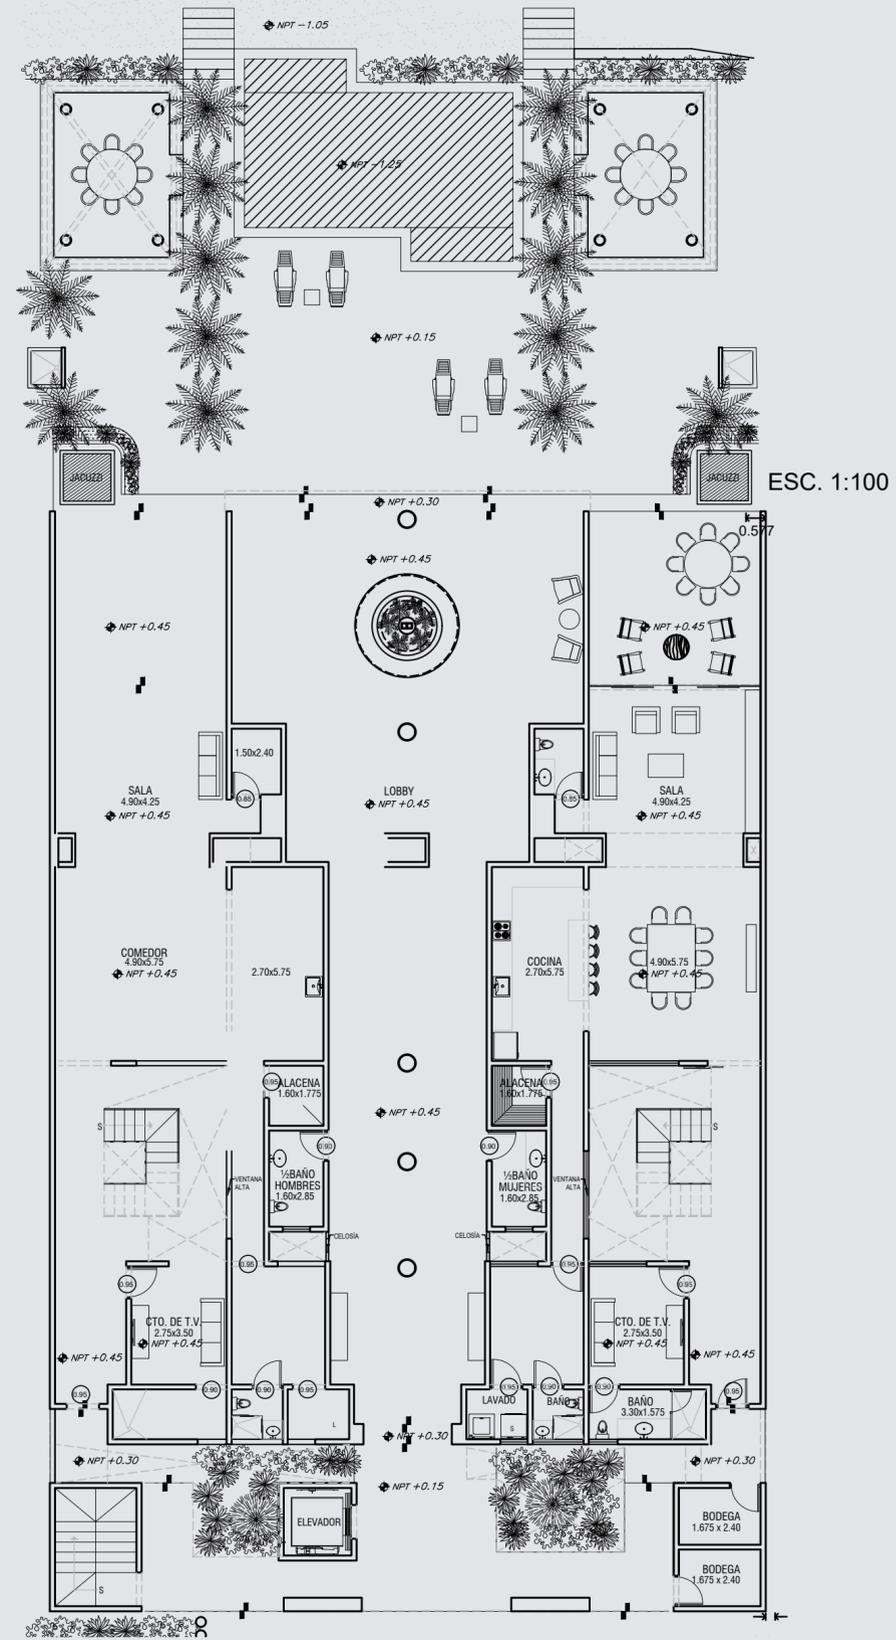 NPT -1.05
NPT -1.25
NPT +0.15
JACUZZI
JACUZZI
ESC. 1:100
NPT +0.30
0.577
NPT +0.45
NPT +0.45
NPT +0.45
1.50x2.40
SALA
4.90x4.25
NPT +0.45
0.85
LOBBY
NPT +0.45
0.85
SALA
4.90x4.25
NPT +0.45
COMEDOR
4.90x5.75
NPT +0.45
2.70x5.75
COCINA
2.70x5.75
4.90x5.75
NPT +0.45
0.95
ALACENA
1.60x1.775
ALACENA
1.60x1.775
0.95
NPT +0.45
S
S
0.90
0.90
½BAÑO
HOMBRES
1.60x2.85
½BAÑO
MUJERES
1.60x2.85
VENTANA
ALTA
VENTANA
ALTA
CELOSÍA
CELOSÍA
0.95
0.95
0.95
0.95
CTO. DE T.V.
2.75x3.50
NPT +0.45
CTO. DE T.V.
2.75x3.50
NPT +0.45
NPT +0.45
NPT +0.45
0.95
0.90
0.90
0.95
0.95
0.90
0.90
0.95
LAVADO
BAÑO
BAÑO
3.30x1.575
L
S
NPT +0.30
NPT +0.30
NPT +0.30
NPT +0.15
ELEVADOR
BODEGA
1.675 x 2.40
BODEGA
1.675 x 2.40
S